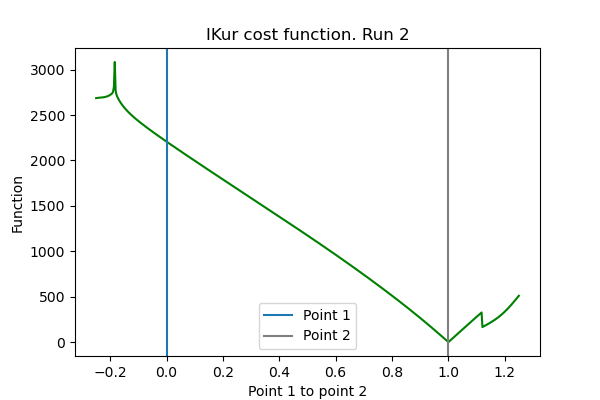 IKur cost function. Run 2
3000
2500
2000
1500
1000
500
0
Function
Point 1
Point 2
−0.2 0.0 0.2 0.4 0.6 0.8 1.0 1.2
Point 1 to point 2